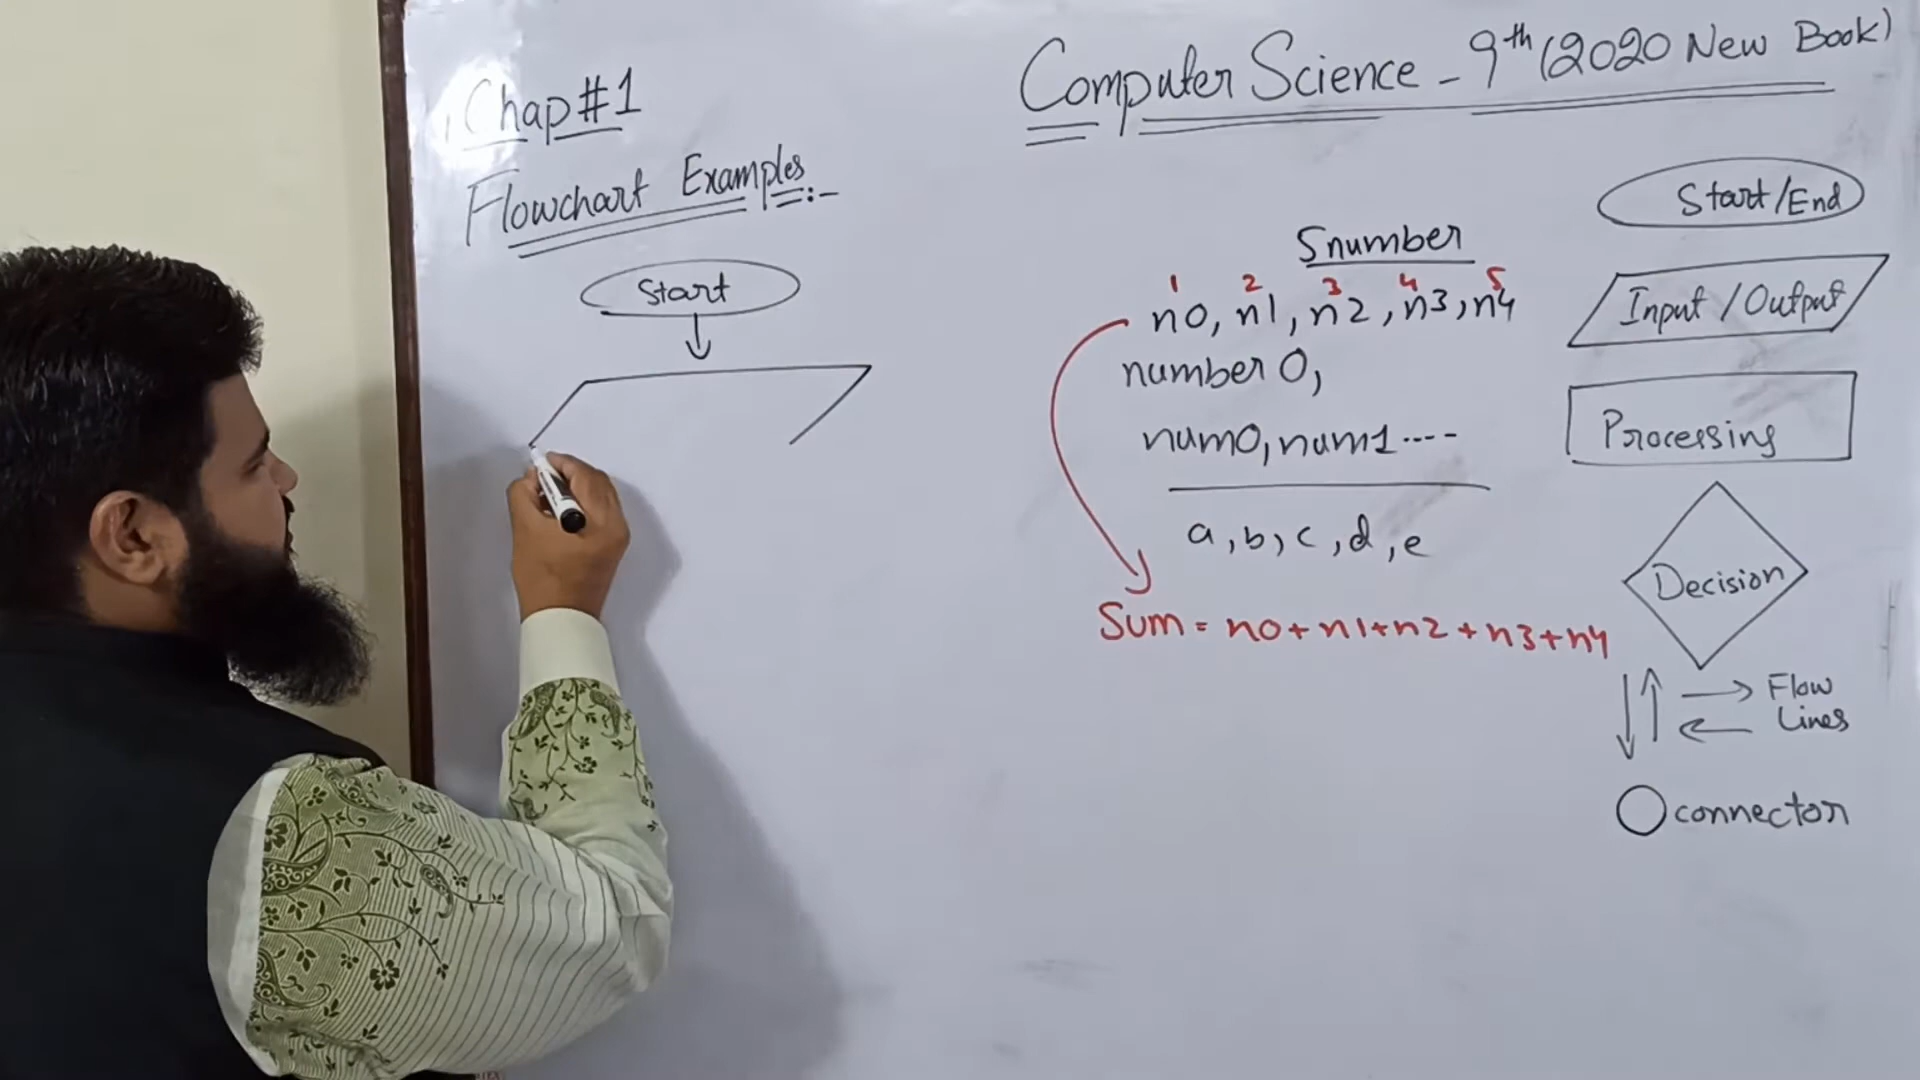 Chap#1
Computer Science - 9th (2020 New Book)
Flowchart Examples:-
Start
5number
1 2 3 4 5
n0, n1, n2, n3, n4
number 0,
num0, num1 ----
a, b, c, d, e
Sum = n0+n1+n2+n3+n4
Start/End
Input/Output
Processing
Decision
Flow
Lines
connector